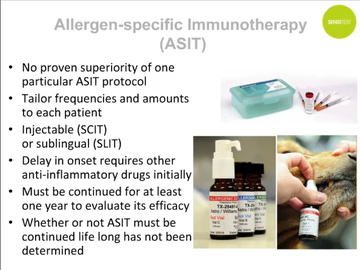 Allergen-specific Immunotherapy
(ASIT)
• No proven superiority of one
particular ASIT protocol
• Tailor frequencies and amounts
to each patient
• Injectable (SCIT)
or sublingual (SLIT)
• Delay in onset requires other
anti-inflammatory drugs initially
• Must be continued for at least
one year to evaluate its efficacy
• Whether or not ASIT must be
continued life long has not been
determined